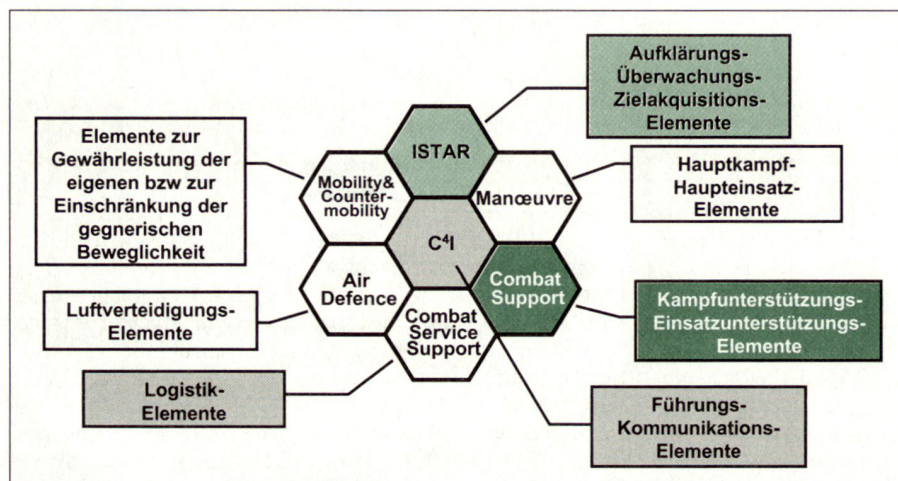 Aufklärungs-
Überwachungs-
Zielakquisitions-
Elemente
Elemente zur
Gewährleistung der
eigenen bzw zur
Einschränkung der
gegnerischen
Beweglichkeit
ISTAR
Mobility&
Counter-
mobility
Manœuvre
Hauptkampf-
Haupteinsatz-
Elemente
C⁴I
Air
Defence
Combat
Support
Luftverteidigungs-
Elemente
Combat
Service
Support
Kampfunterstützungs-
Einsatzunterstützungs-
Elemente
Logistik-
Elemente
Führungs-
Kommunikations-
Elemente